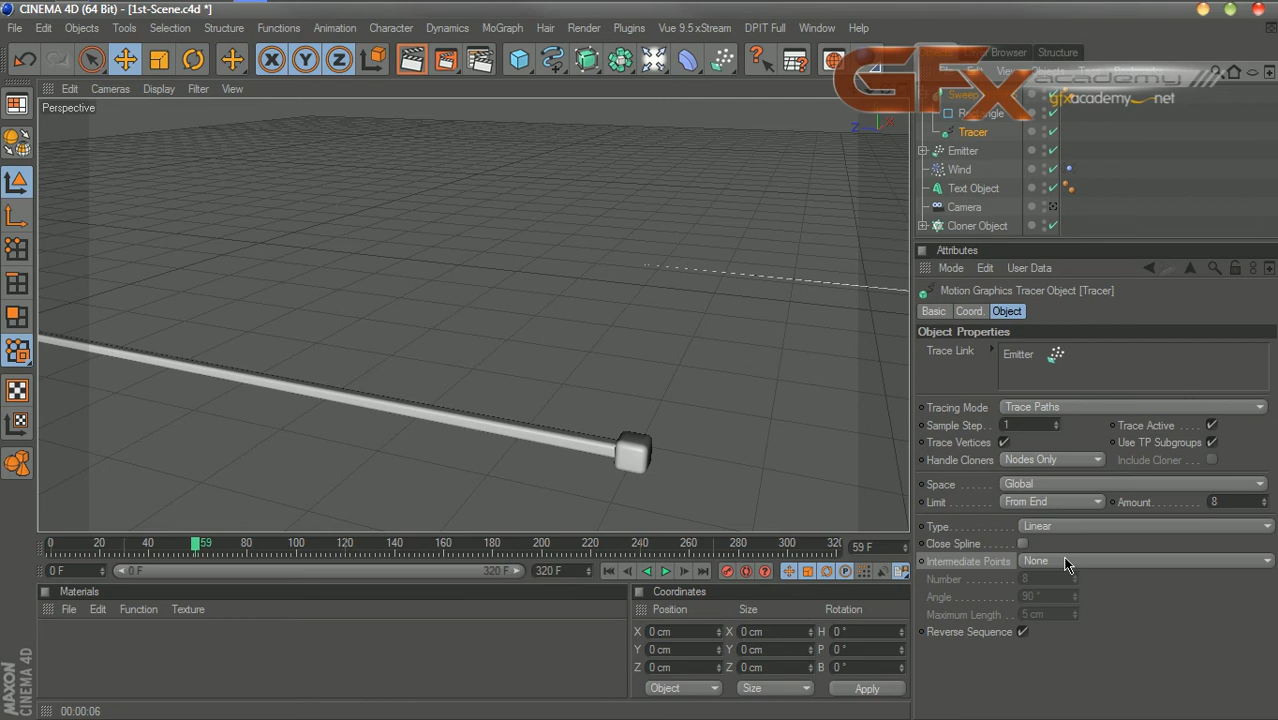 CINEMA 4D (64 Bit) - [1st-Scene.c4d *]
File Edit Objects Tools Selection Structure Functions Animation Character Dynamics MoGraph Hair Render Plugins Vue 9.5 xStream DPIT Full Window Help
Browser Structure
Edit Cameras Display Filter View
GFX academy
gfxacademy.net
Perspective
Z X
Sweep
Rectangle
Tracer
Emitter
Wind
Text Object
Camera
Cloner Object
Attributes
Mode Edit User Data
Motion Graphics Tracer Object [Tracer]
Basic Coord. Object
Object Properties
Trace Link Emitter
Tracing Mode Trace Paths
Sample Step . . 1 Trace Active . .
Trace Vertices Use TP Subgroups
Handle Cloners Nodes Only Include Cloner . .
Space Global
Limit From End Amount 8
Type Linear
Close Spline
Intermediate Points None
Number 8
Angle 90 °
Maximum Length 5 cm
Reverse Sequence
0 20 40 59 80 100 120 140 160 180 200 220 240 260 280 300 320 59 F
0 F 0 F 320 F 320 F
Materials
File Edit Function Texture
Coordinates
Position Size Rotation
X 0 cm X 0 cm H 0 °
Y 0 cm Y 0 cm P 0 °
Z 0 cm Z 0 cm B 0 °
Object Size Apply
MAXON CINEMA 4D
00:00:06